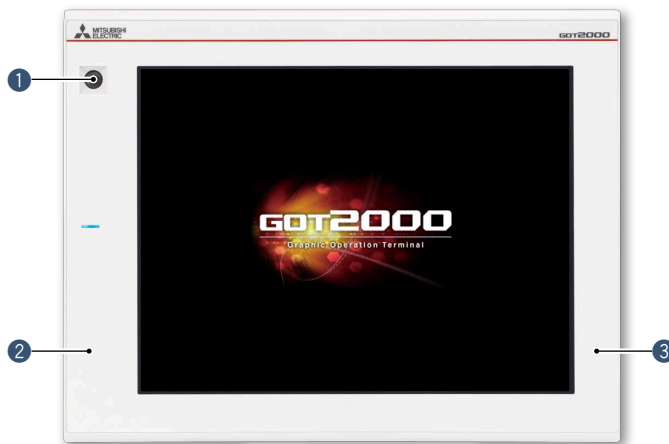 MITSUBISHI
ELECTRIC
GOT2000
1
GOT2000
Graphic Operation Terminal
2
3